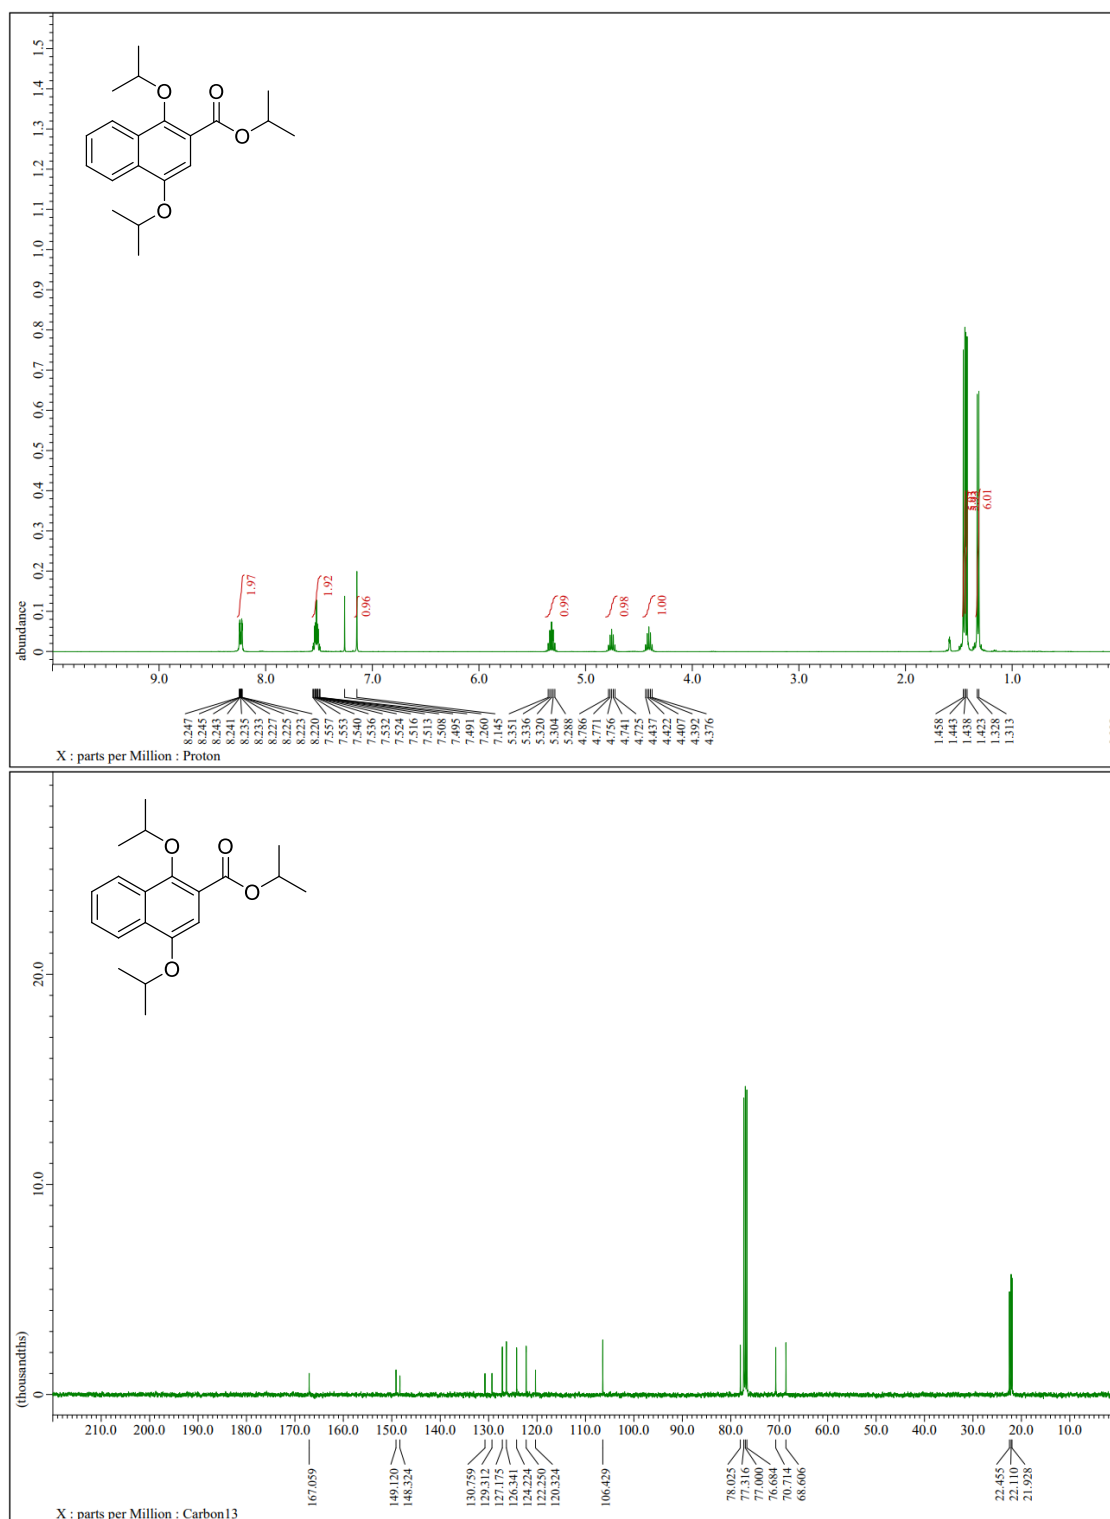 1.5
1.4
1.3
1.2
1.1
1.0
0.9
0.8
0.7
0.6
0.5
0.4
0.3
0.2
0.1
0
abundance
O
O
O
O
1.97
1.92
0.96
0.99
0.98
1.00
6.01
9.0 8.0 7.0 6.0 5.0 4.0 3.0 2.0 1.0
8.247 8.245 8.243 8.241 8.235 8.233 8.227 8.225 8.223 8.220 7.557 7.553 7.540 7.536 7.532 7.524 7.516 7.513 7.508 7.495 7.491 7.260 7.145 5.351 5.336 5.320 5.304 5.288 4.786 4.771 4.756 4.741 4.725 4.437 4.422 4.407 4.392 4.376 1.458 1.443 1.438 1.423 1.328 1.313
X : parts per Million : Proton
O
O
O
O
20.0
10.0
0
(thousandths)
210.0 200.0 190.0 180.0 170.0 160.0 150.0 140.0 130.0 120.0 110.0 100.0 90.0 80.0 70.0 60.0 50.0 40.0 30.0 20.0 10.0
167.059 149.120 148.324 130.759 129.312 127.175 126.341 124.224 122.250 120.324 106.429 78.025 77.316 77.000 76.684 70.714 68.606 22.455 22.110 21.928
X : parts per Million : Carbon13